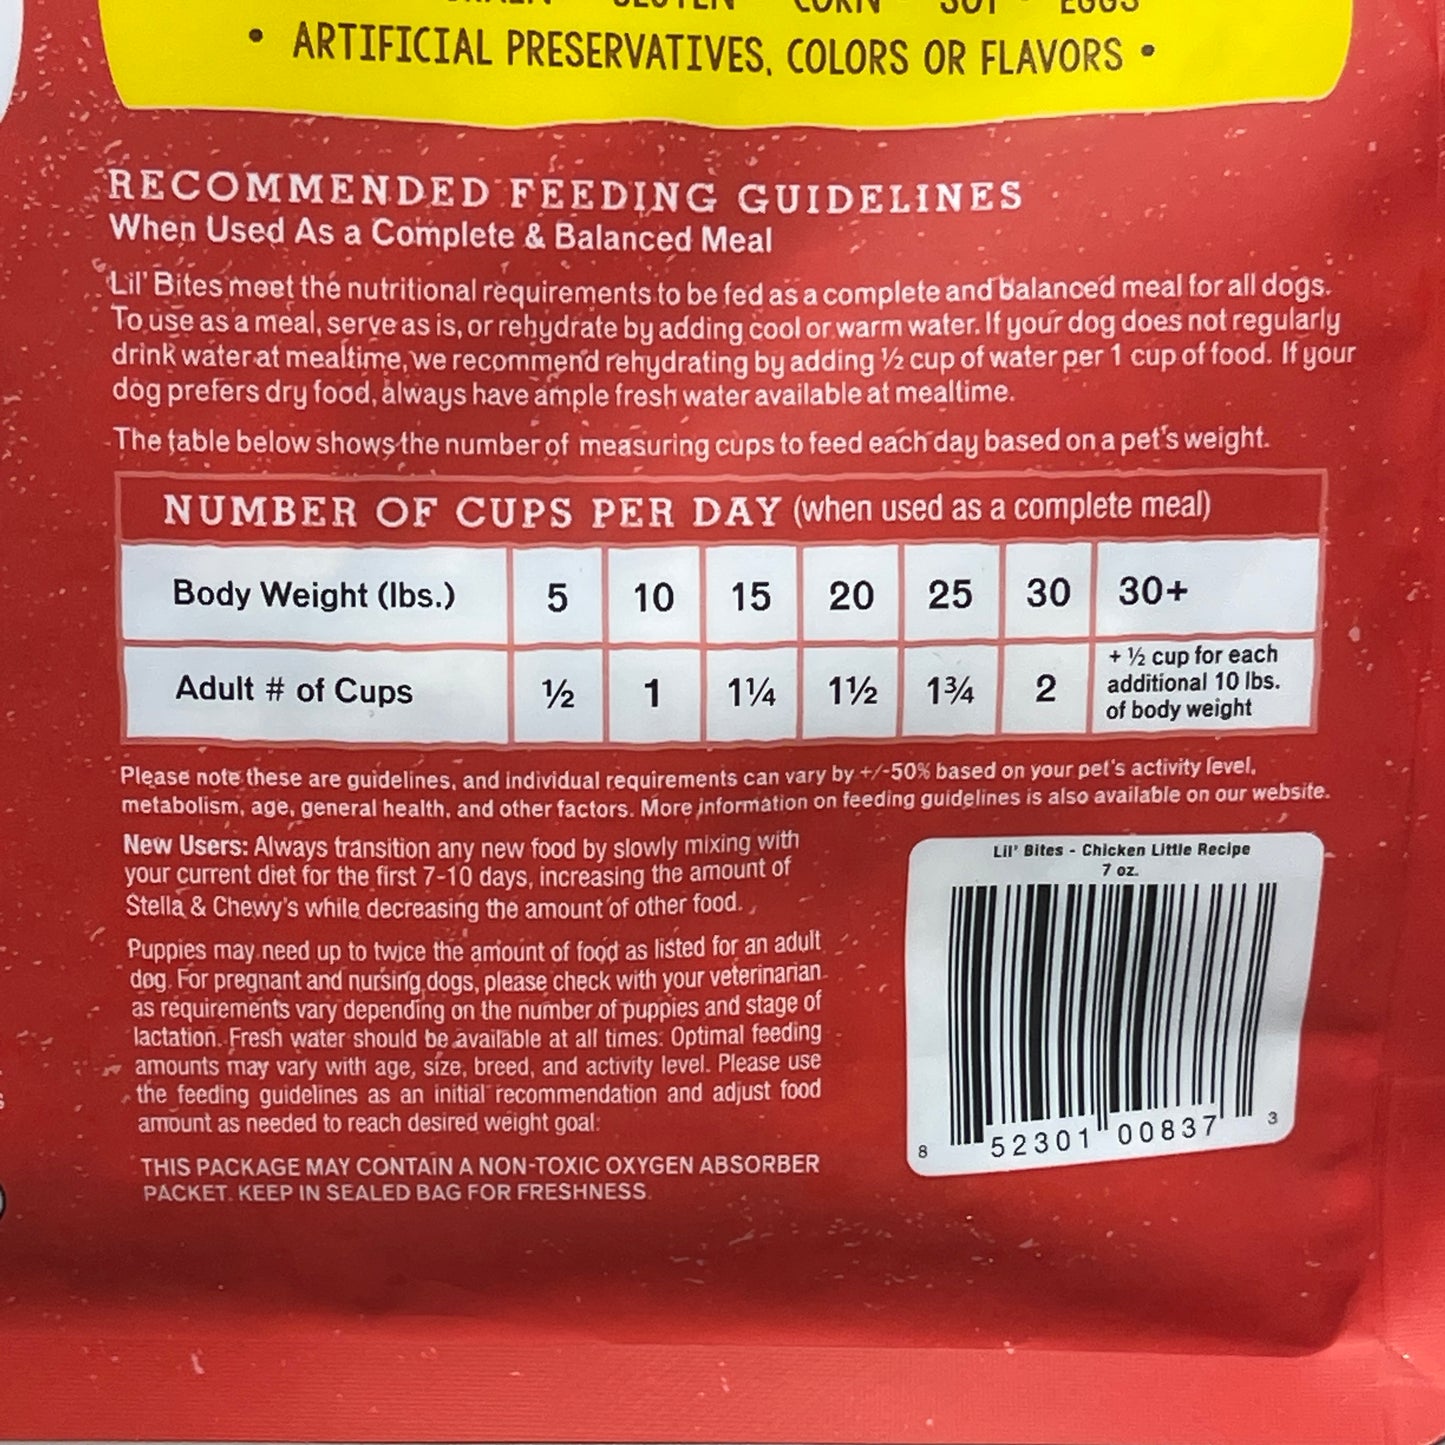 GLUTEN CORN SOY EGGS
• ARTIFICIAL PRESERVATIVES, COLORS OR FLAVORS •
RECOMMENDED FEEDING GUIDELINES
When Used As a Complete & Balanced Meal
Lil' Bites meet the nutritional requirements to be fed as a complete and balanced meal for all dogs.
To use as a meal, serve as is, or rehydrate by adding cool or warm water. If your dog does not regularly
drink water at mealtime, we recommend rehydrating by adding ½ cup of water per 1 cup of food. If your
dog prefers dry food, always have ample fresh water available at mealtime.
The table below shows the number of measuring cups to feed each day based on a pet's weight.
NUMBER OF CUPS PER DAY (when used as a complete meal)
Body Weight (lbs.) 5 10 15 20 25 30 30+
Adult # of Cups ½ 1 1¼ 1½ 1¾ 2 + ½ cup for each
additional 10 lbs.
of body weight
Please note these are guidelines, and individual requirements can vary by +/-50% based on your pet's activity level,
metabolism, age, general health, and other factors. More information on feeding guidelines is also available on our website.
New Users: Always transition any new food by slowly mixing with
your current diet for the first 7-10 days, increasing the amount of
Stella & Chewy's while decreasing the amount of other food.
Puppies may need up to twice the amount of food as listed for an adult
dog. For pregnant and nursing dogs, please check with your veterinarian
as requirements vary depending on the number of puppies and stage of
lactation. Fresh water should be available at all times. Optimal feeding
amounts may vary with age, size, breed, and activity level. Please use
the feeding guidelines as an initial recommendation and adjust food
amount as needed to reach desired weight goal.
THIS PACKAGE MAY CONTAIN A NON-TOXIC OXYGEN ABSORBER
PACKET. KEEP IN SEALED BAG FOR FRESHNESS.
Lil' Bites - Chicken Little Recipe
7 oz.
8 52301 00837 3